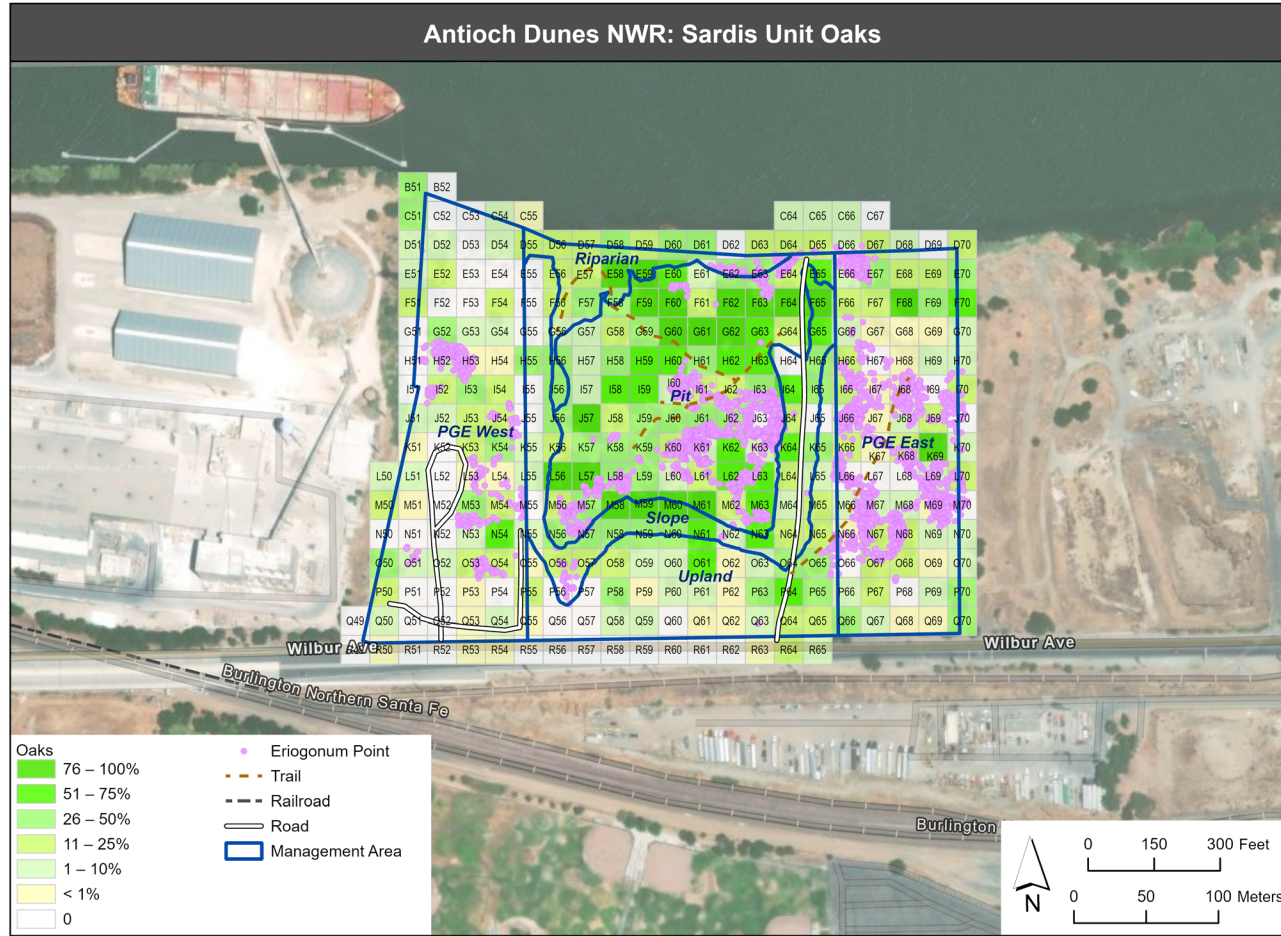 Antioch Dunes NWR: Sardis Unit Oaks
B51 B52
C51 C52 C53 C54 C55 C64 C65 C66 C67
D51 D52 D53 D54 D55 D56 D57 D58 D59 D60 D61 D62 D63 D64 D65 D66 D67 D68 D69 D70
Riparian
E51 E52 E53 E54 E55 E56 E57 E58 E59 E60 E61 E62 E63 E64 E65 E66 E67 E68 E69 E70
F51 F52 F53 F54 F55 F56 F57 F58 F59 F60 F61 F62 F63 F64 F65 F66 F67 F68 F69 F70
G51 G52 G53 G54 G55 G56 G57 G58 G59 G60 G61 G62 G63 G64 G65 G66 G67 G68 G69 G70
H51 H52 H53 H54 H55 H56 H57 H58 H59 H60 H61 H62 H63 H64 H65 H66 H67 H68 H69 H70
I52 I53 I54 I55 I56 I57 I58 I59 I60 I61 I62 I63 I64 I65 I66 I67 I68 I69 I70
Pit
J51 J52 J53 J54 J55 J56 J57 J58 J59 J60 J61 J62 J63 J64 J65 J66 J67 J68 J69 J70
PGE West
PGE East
K51 K52 K53 K54 K55 K56 K57 K58 K59 K60 K61 K62 K63 K64 K65 K66 K67 K68 K69 K70
L50 L51 L52 L53 L54 L55 L56 L57 L58 L59 L60 L61 L62 L63 L64 L65 L66 L67 L68 L69 L70
M50 M51 M52 M53 M54 M55 M56 M57 M58 M59 M60 M61 M62 M63 M64 M65 M66 M67 M68 M69 M70
Slope
N50 N51 N52 N53 N54 N55 N56 N57 N58 N59 N60 N61 N62 N63 N64 N65 N66 N67 N68 N69 N70
O50 O51 O52 O53 O54 O55 O56 O57 O58 O59 O60 O61 O62 O63 O64 O65 O66 O67 O68 O69 O70
Upland
P50 P51 P52 P53 P54 P55 P56 P57 P58 P59 P60 P61 P62 P63 P64 P65 P66 P67 P68 P69 P70
Q49 Q50 Q51 Q52 Q53 Q54 Q55 Q56 Q57 Q58 Q59 Q60 Q61 Q62 Q63 Q64 Q65 Q66 Q67 Q68 Q69 Q70
R50 R51 R52 R53 R54 R55 R56 R57 R58 R59 R60 R61 R62 R63 R64 R65
Wilbur Ave
Wilbur Ave
Burlington Northern Santa Fe
Burlington
Oaks
76 – 100%
51 – 75%
26 – 50%
11 – 25%
1 – 10%
< 1%
0
Eriogonum Point
Trail
Railroad
Road
Management Area
N
0 150 300 Feet
0 50 100 Meters